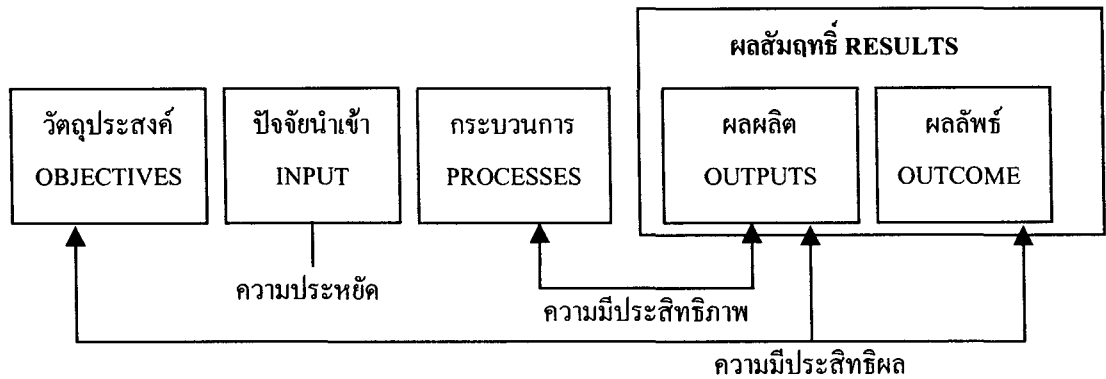 ผลสัมฤทธิ์ RESULTS
วัตถุประสงค์
OBJECTIVES
ปัจจัยนำเข้า
INPUT
กระบวนการ
PROCESSES
ผลผลิต
OUTPUTS
ผลลัพธ์
OUTCOME
ความประหยัด
ความมีประสิทธิภาพ
ความมีประสิทธิผล